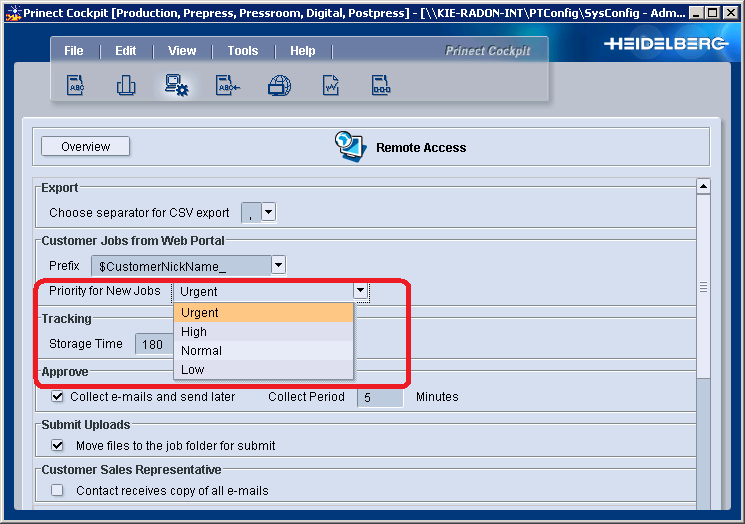 Prinect Cockpit [Production, Prepress, Pressroom, Digital, Postpress] - [\\KIE-RADON-INT\PTConfig\SysConfig - Adm...
File Edit View Tools Help Prinect Cockpit
HEIDELBERG
ABC ABC
Overview Remote Access
Export
Choose separator for CSV export ,
Customer Jobs from Web Portal
Prefix $CustomerNickName_
Priority for New Jobs Urgent
Urgent
Tracking
High
Storage Time 180
Normal
Low
Approve
Collect e-mails and send later Collect Period 5 Minutes
Submit Uploads
Move files to the job folder for submit
Customer Sales Representative
Contact receives copy of all e-mails